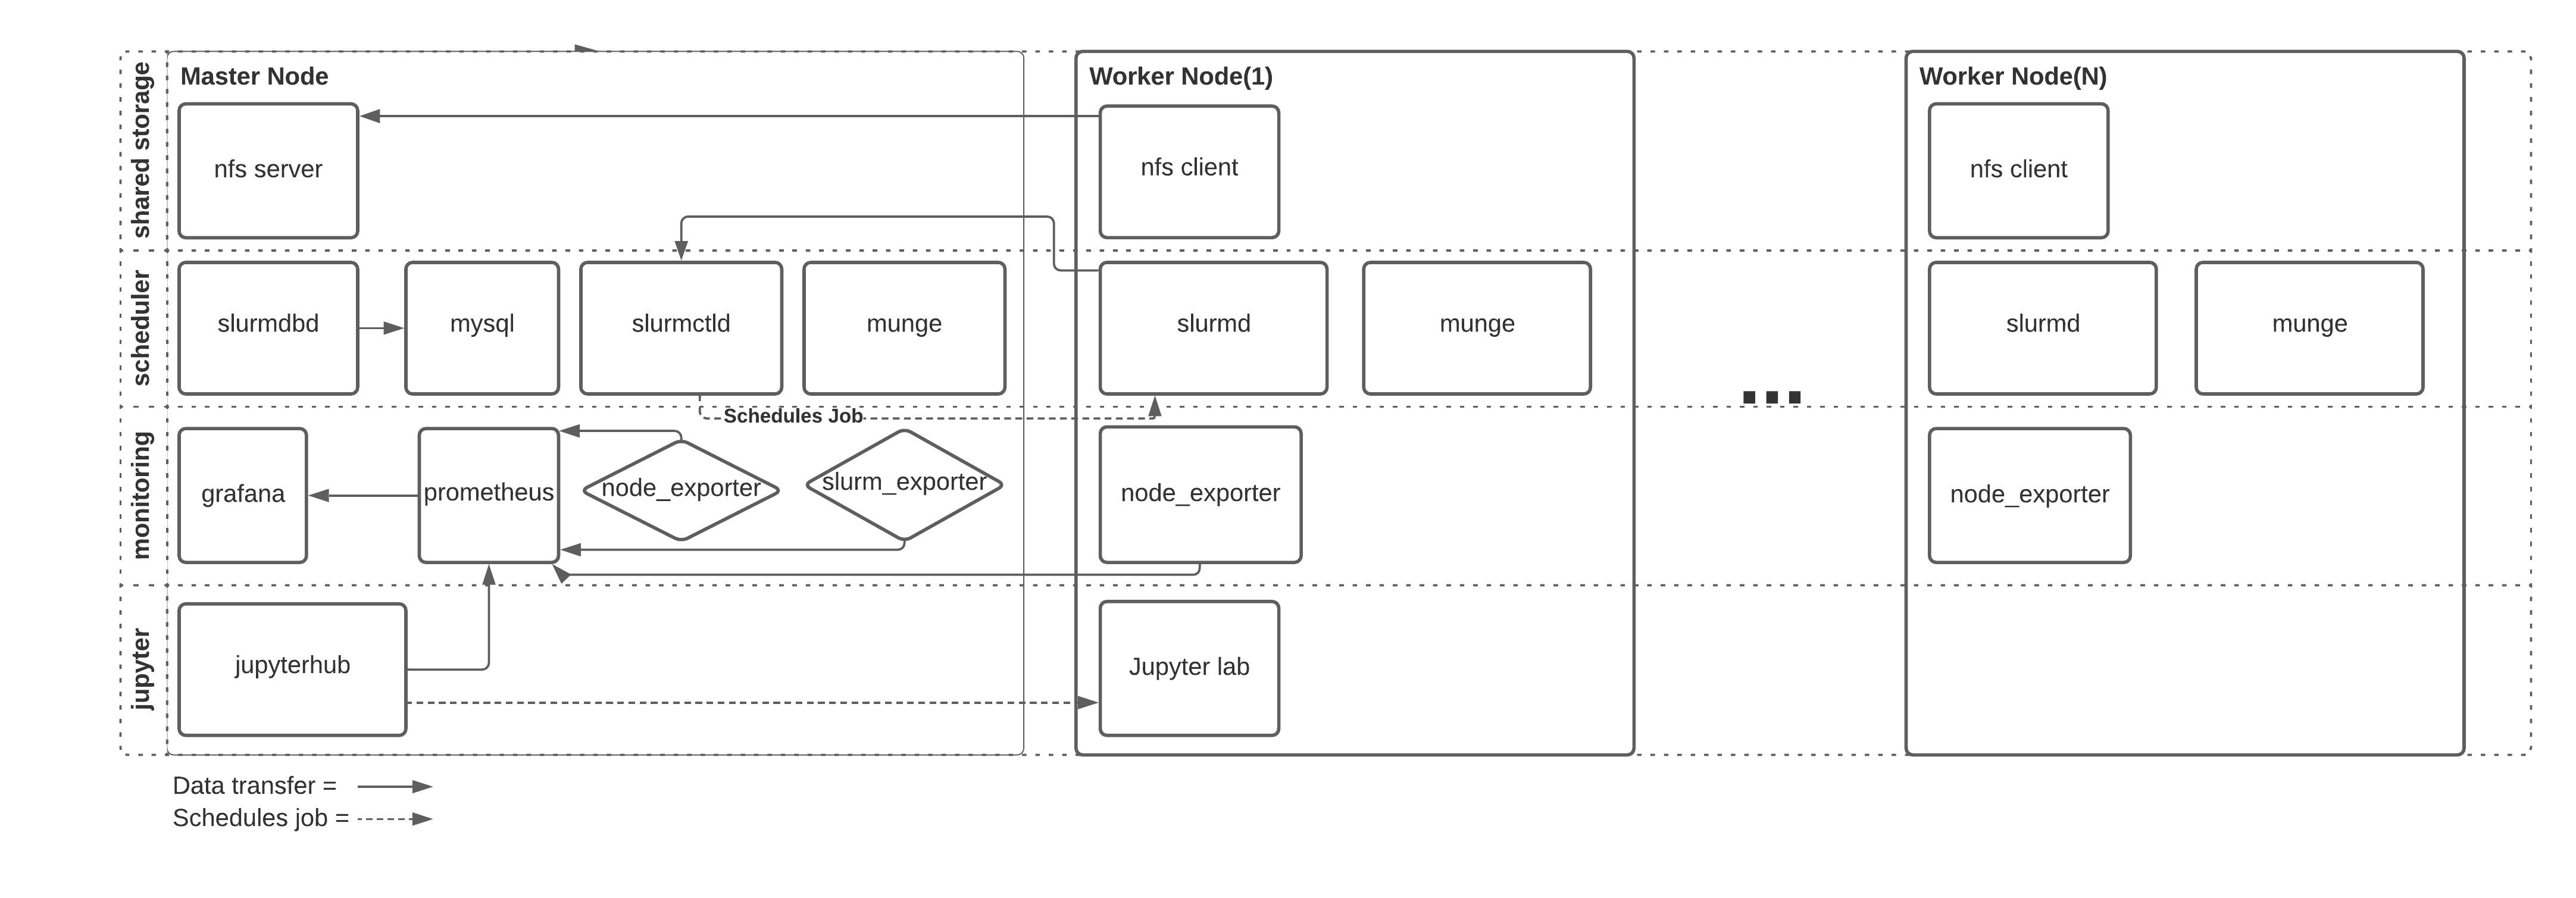 shared storage
Master Node
Worker Node(1)
Worker Node(N)
nfs server
nfs client
nfs client
scheduler
slurmdbd
mysql
slurmctld
munge
slurmd
munge
slurmd
munge
Schedules Job
monitoring
grafana
prometheus
node_exporter
slurm_exporter
node_exporter
node_exporter
jupyter
jupyterhub
Jupyter lab
Data transfer =
Schedules job =